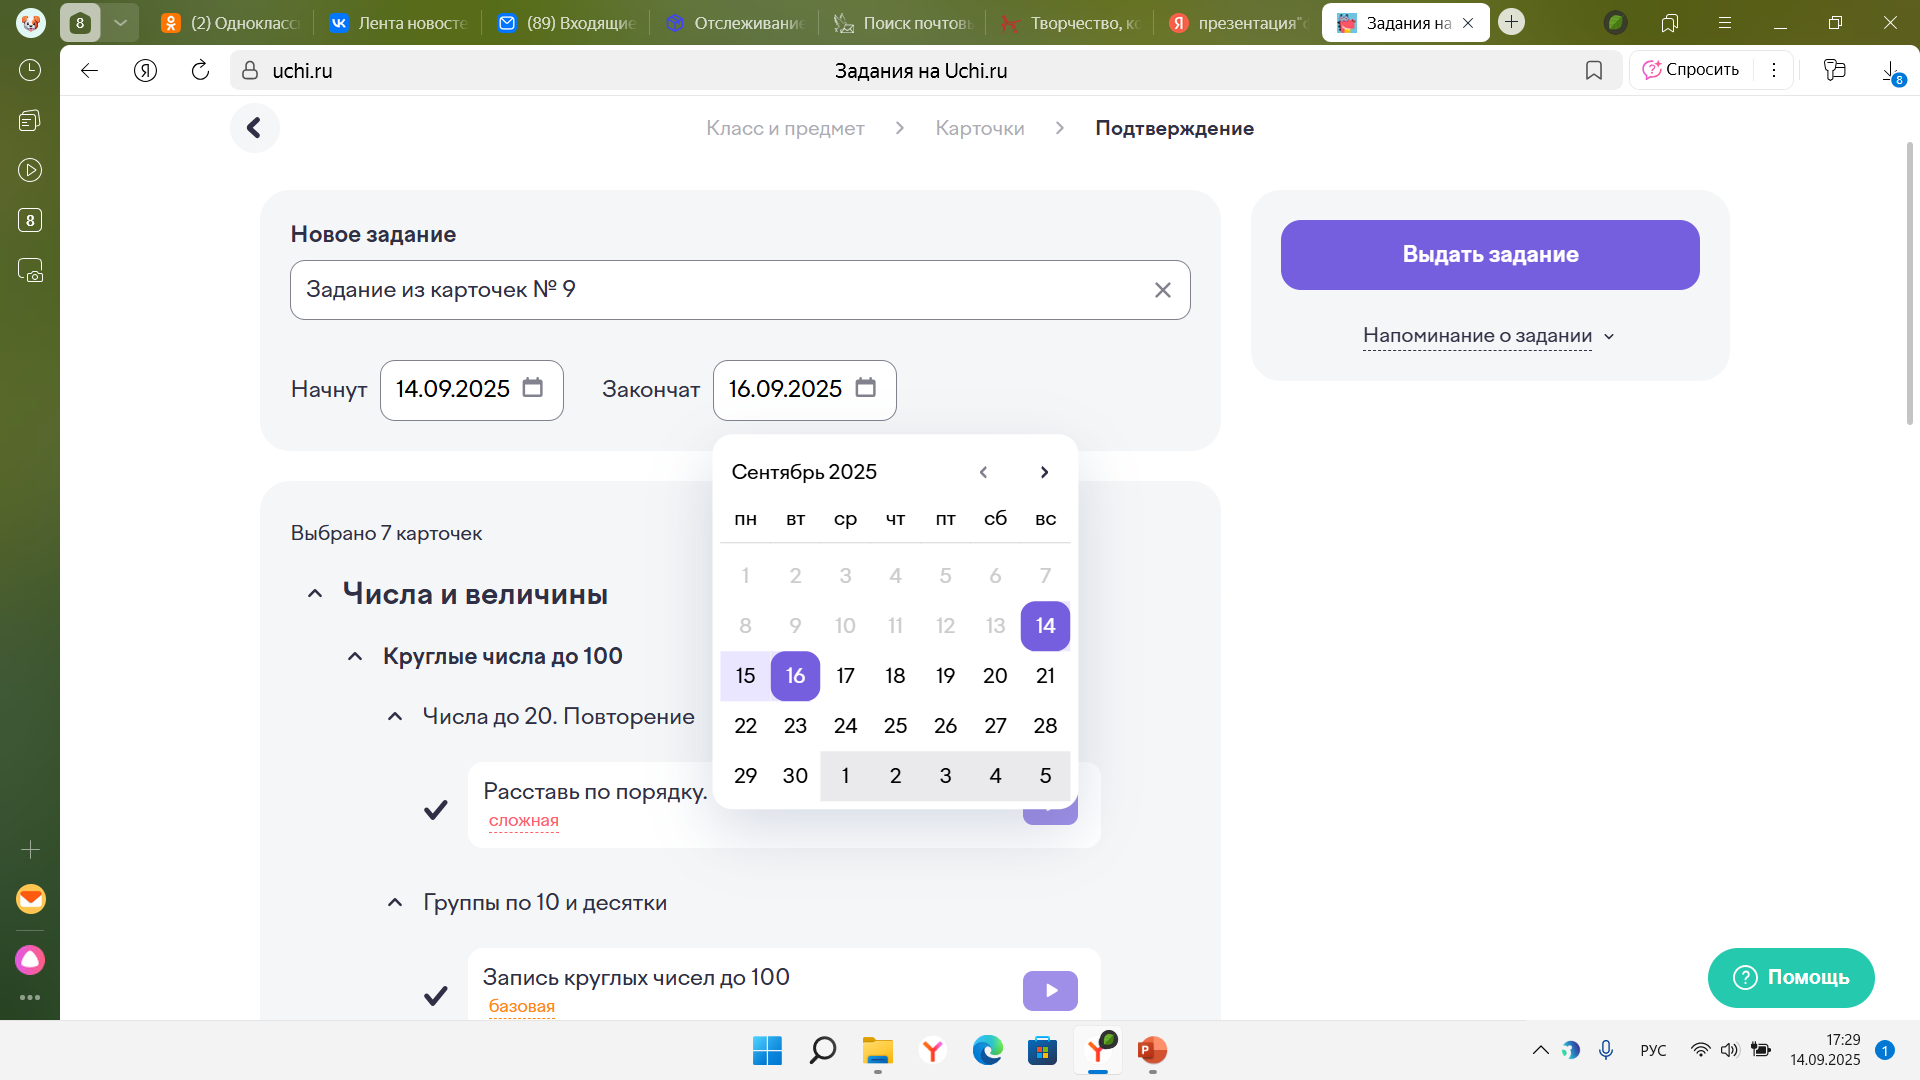 8
(2) Однокласс
Лента новосте
(89) Входящие
Отслеживание
Поиск почтовь
Творчество, к
презентация"с
Задания на
uchi.ru
Задания на Uchi.ru
Спросить
8
8
Класс и предмет
Карточки
Подтверждение
Новое задание
Задание из карточек № 9
Начнут
14.09.2025
Закончат
16.09.2025
Выдать задание
Напоминание о задании
Сентябрь 2025
пн вт ср чт пт сб вс
1 2 3 4 5 6 7
8 9 10 11 12 13 14
15 16 17 18 19 20 21
22 23 24 25 26 27 28
29 30 1 2 3 4 5
Выбрано 7 карточек
Числа и величины
Круглые числа до 100
Числа до 20. Повторение
Расставь по порядку.
сложная
Группы по 10 и десятки
Запись круглых чисел до 100
базовая
Помощь
РУС
17:29
14.09.2025
1